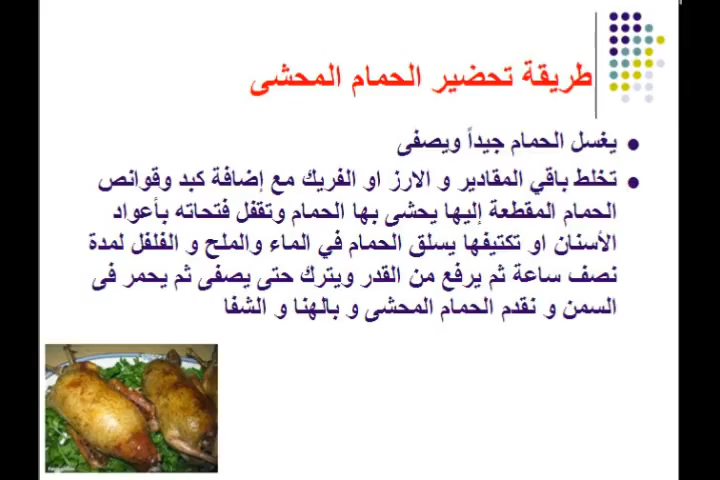 طريقة تحضير الحمام المحشى
يغسل الحمام جيداً ويصفى
تخلط باقي المقادير و الارز او الفريك مع إضافة كبد وقوانص
الحمام المقطعة إليها يحشى بها الحمام وتقفل فتحاته بأعواد
الأسنان او تكتيفها يسلق الحمام في الماء والملح و الفلفل لمدة
نصف ساعة ثم يرفع من القدر ويترك حتى يصفى ثم يحمر فى
السمن و نقدم الحمام المحشى و بالهنا و الشفا